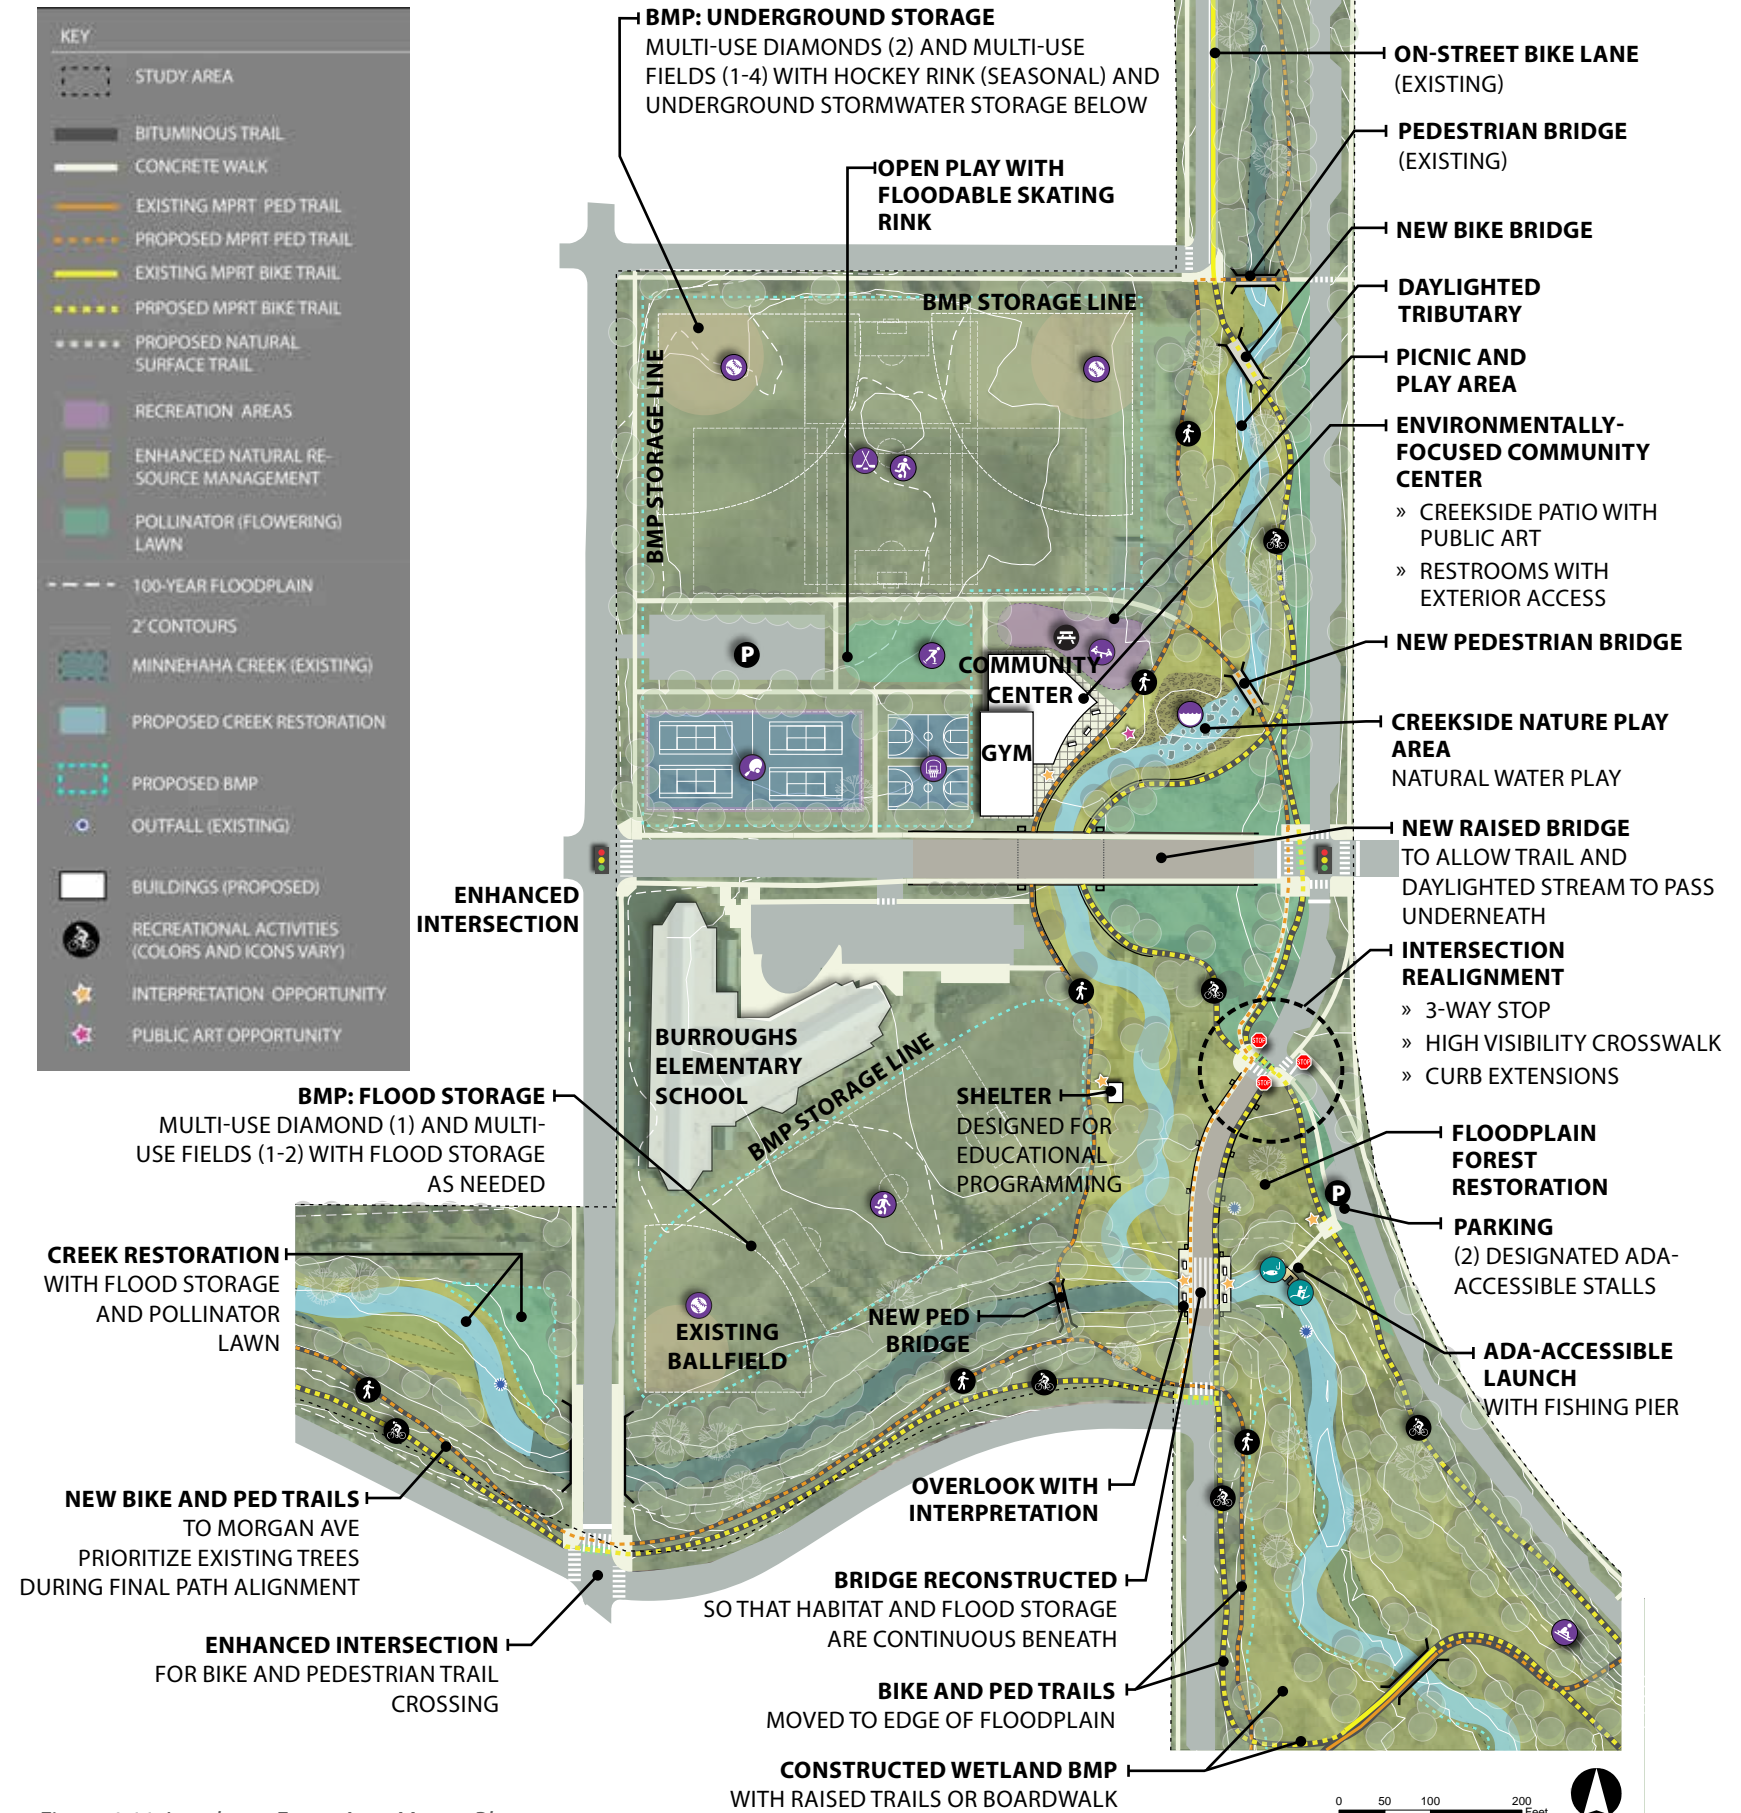 KEY
STUDY AREA
BITUMINOUS TRAIL
CONCRETE WALK
EXISTING MPRT PED TRAIL
PROPOSED MPRT PED TRAIL
EXISTING MPRT BIKE TRAIL
PRPOSED MPRT BIKE TRAIL
PROPOSED NATURAL
SURFACE TRAIL
RECREATION AREAS
ENHANCED NATURAL RE-
SOURCE MANAGEMENT
POLLINATOR (FLOWERING)
LAWN
100-YEAR FLOODPLAIN
2' CONTOURS
MINNEHAHA CREEK (EXISTING)
PROPOSED CREEK RESTORATION
PROPOSED BMP
OUTFALL (EXISTING)
BUILDINGS (PROPOSED)
RECREATIONAL ACTIVITIES
(COLORS AND ICONS VARY)
INTERPRETATION OPPORTUNITY
PUBLIC ART OPPORTUNITY
BMP: UNDERGROUND STORAGE
MULTI-USE DIAMONDS (2) AND MULTI-USE
FIELDS (1-4) WITH HOCKEY RINK (SEASONAL) AND
UNDERGROUND STORMWATER STORAGE BELOW
OPEN PLAY WITH
FLOODABLE SKATING
RINK
ON-STREET BIKE LANE
(EXISTING)
PEDESTRIAN BRIDGE
(EXISTING)
NEW BIKE BRIDGE
DAYLIGHTED
TRIBUTARY
PICNIC AND
PLAY AREA
ENVIRONMENTALLY-
FOCUSED COMMUNITY
CENTER
» CREEKSIDE PATIO WITH
PUBLIC ART
» RESTROOMS WITH
EXTERIOR ACCESS
NEW PEDESTRIAN BRIDGE
CREEKSIDE NATURE PLAY
AREA
NATURAL WATER PLAY
NEW RAISED BRIDGE
TO ALLOW TRAIL AND
DAYLIGHTED STREAM TO PASS
UNDERNEATH
INTERSECTION
REALIGNMENT
» 3-WAY STOP
» HIGH VISIBILITY CROSSWALK
» CURB EXTENSIONS
FLOODPLAIN
FOREST
RESTORATION
PARKING
(2) DESIGNATED ADA-
ACCESSIBLE STALLS
ADA-ACCESSIBLE
LAUNCH
WITH FISHING PIER
BMP STORAGE LINE
BMP STORAGE LINE
P
COMMUNITY
CENTER
GYM
ENHANCED
INTERSECTION
BURROUGHS
ELEMENTARY
SCHOOL
BMP STORAGE LINE
STOP
STOP
STOP
P
SHELTER
DESIGNED FOR
EDUCATIONAL
PROGRAMMING
BMP: FLOOD STORAGE
MULTI-USE DIAMOND (1) AND MULTI-
USE FIELDS (1-2) WITH FLOOD STORAGE
AS NEEDED
CREEK RESTORATION
WITH FLOOD STORAGE
AND POLLINATOR
LAWN
EXISTING
BALLFIELD
NEW PED
BRIDGE
NEW BIKE AND PED TRAILS
TO MORGAN AVE
PRIORITIZE EXISTING TREES
DURING FINAL PATH ALIGNMENT
ENHANCED INTERSECTION
FOR BIKE AND PEDESTRIAN TRAIL
CROSSING
OVERLOOK WITH
INTERPRETATION
BRIDGE RECONSTRUCTED
SO THAT HABITAT AND FLOOD STORAGE
ARE CONTINUOUS BENEATH
BIKE AND PED TRAILS
MOVED TO EDGE OF FLOODPLAIN
CONSTRUCTED WETLAND BMP
WITH RAISED TRAILS OR BOARDWALK
0 50 100 200
Feet